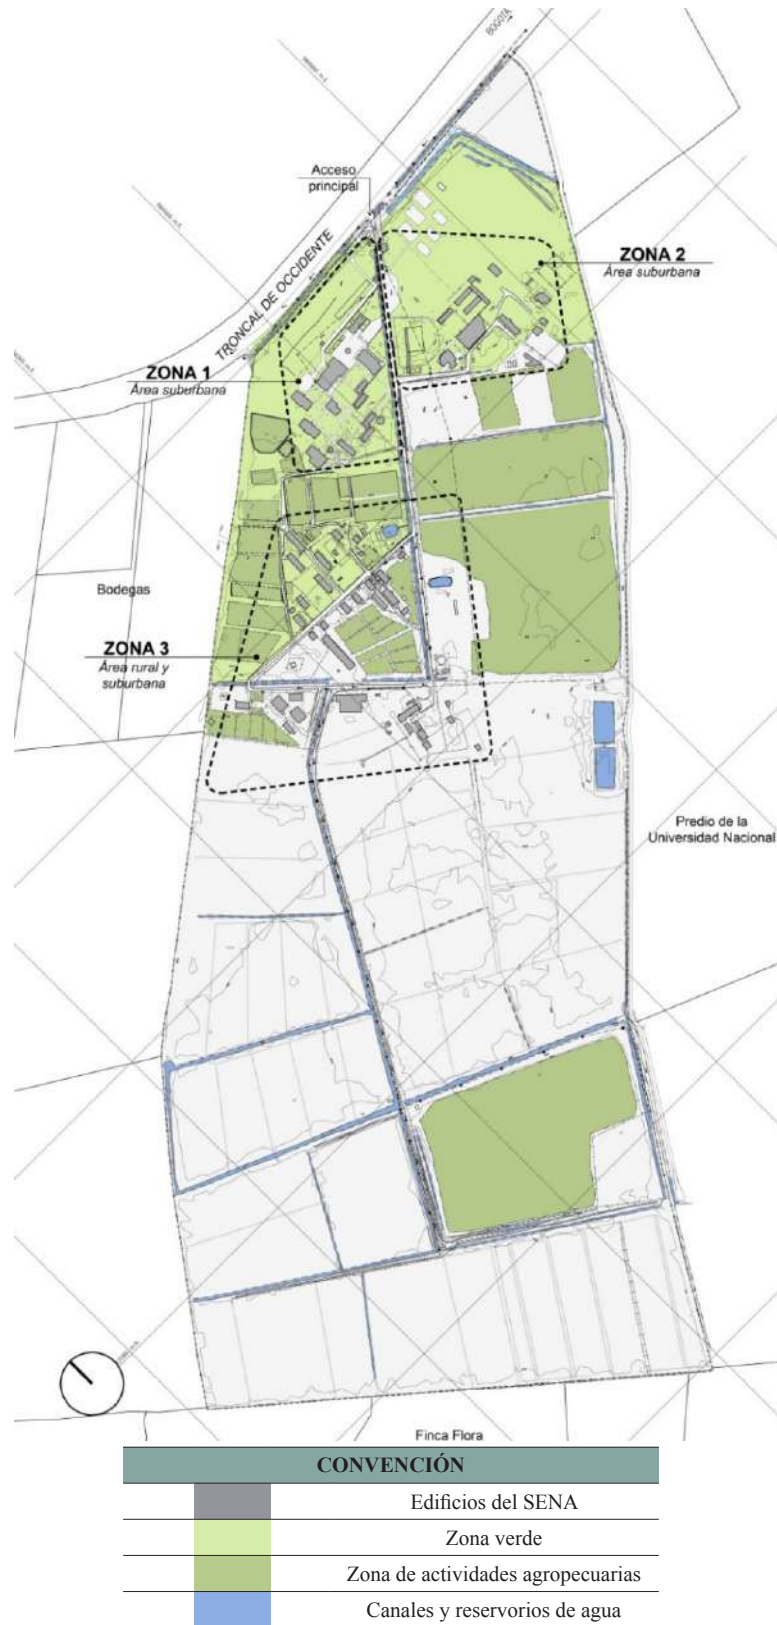 BOGOTÁ
Acceso
principal
TRONCAL DE OCCIDENTE
ZONA 2
Área suburbana
ZONA 1
Área suburbana
Bodegas
ZONA 3
Área rural y
suburbana
Predio de la
Universidad Nacional
Finca Flora
CONVENCIÓN
Edificios del SENA
Zona verde
Zona de actividades agropecuarias
Canales y reservorios de agua